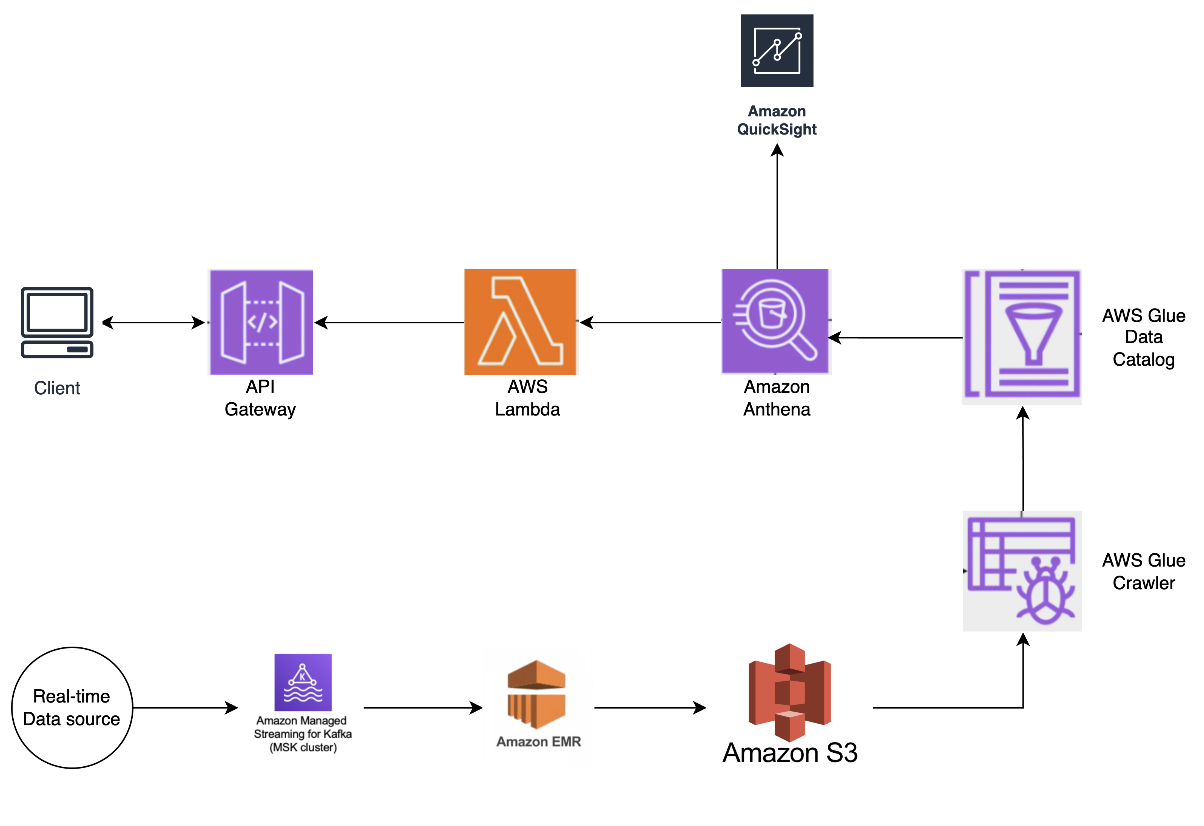 Amazon
QuickSight
Client
API
Gateway
AWS
Lambda
Amazon
Anthena
AWS Glue
Data
Catalog
AWS Glue
Crawler
Real-time
Data source
K
Amazon Managed
Streaming for Kafka
(MSK cluster)
Amazon EMR
Amazon S3